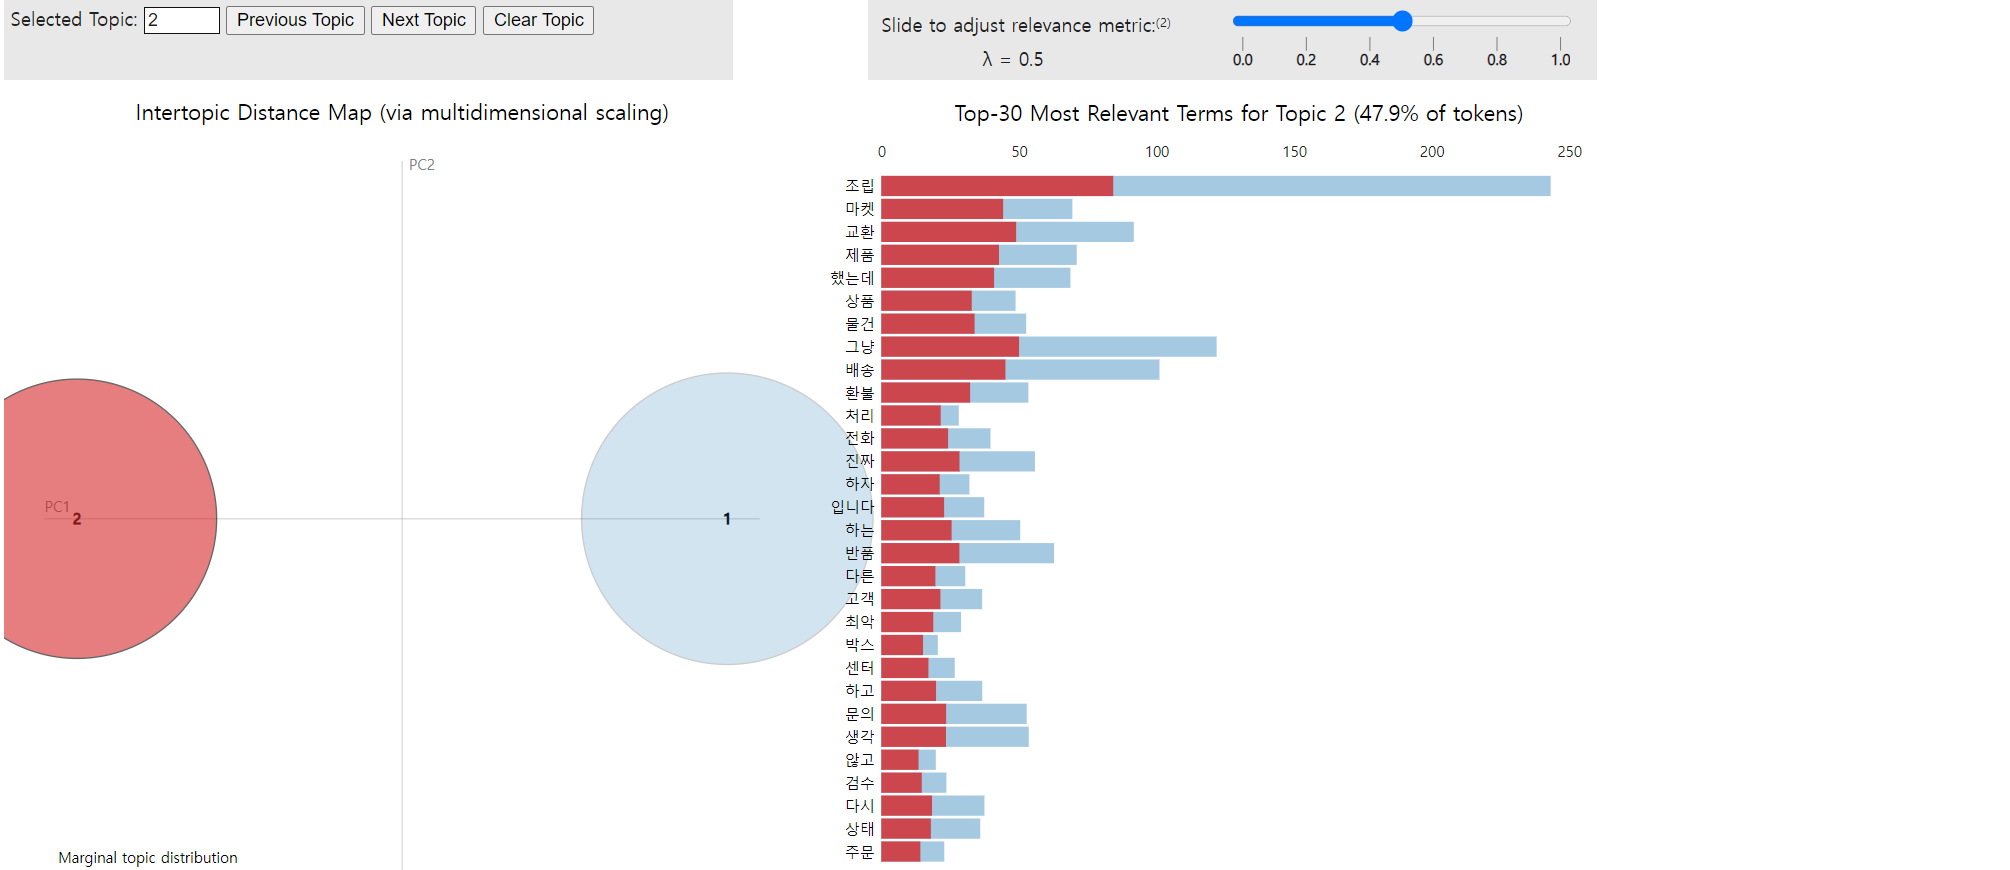 Selected Topic: 2 Previous Topic Next Topic Clear Topic
Slide to adjust relevance metric:(2)
λ = 0.5
0.0 0.2 0.4 0.6 0.8 1.0
Intertopic Distance Map (via multidimensional scaling)
PC2
PC1
2
1
Marginal topic distribution
Top-30 Most Relevant Terms for Topic 2 (47.9% of tokens)
0 50 100 150 200 250
조립
마켓
교환
제품
했는데
상품
물건
그냥
배송
환불
처리
전화
진짜
하자
입니다
하는
반품
다른
고객
최악
박스
센터
하고
문의
생각
않고
검수
다시
상태
주문